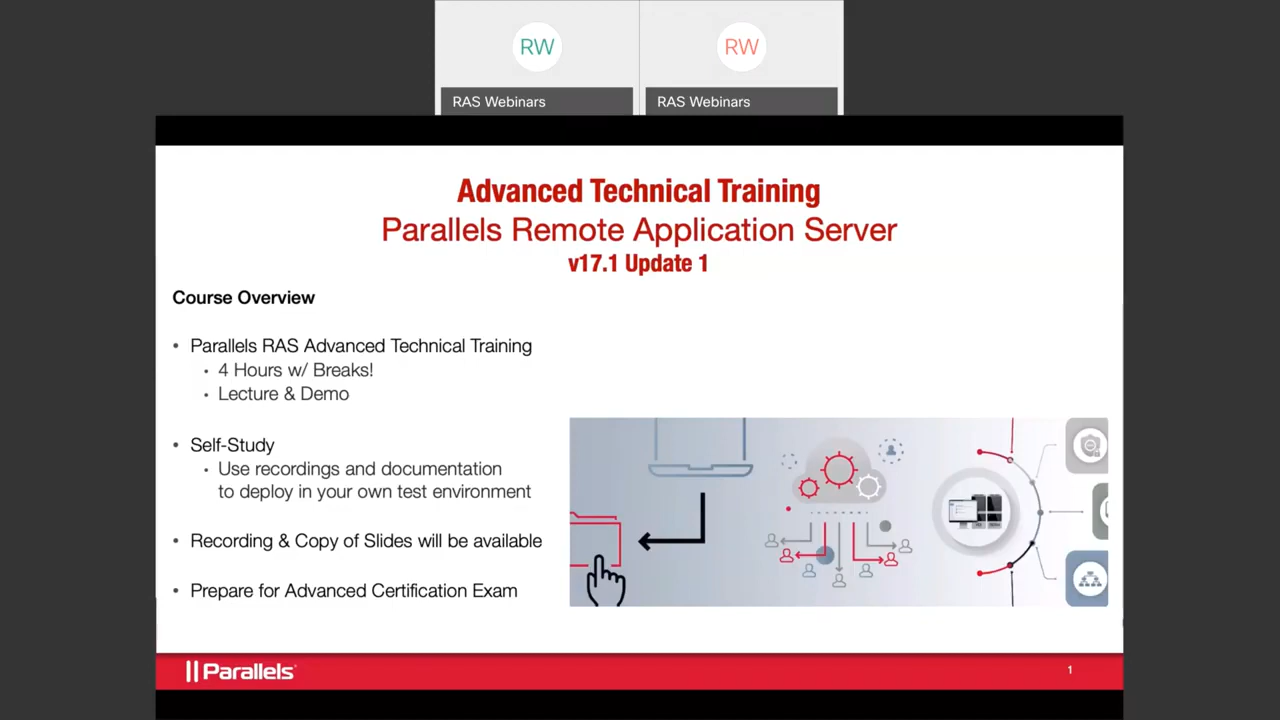 RW
RW
RAS Webinars
RAS Webinars
Advanced Technical Training
Parallels Remote Application Server
v17.1 Update 1
Course Overview
• Parallels RAS Advanced Technical Training
• 4 Hours w/ Breaks!
• Lecture & Demo
• Self-Study
• Use recordings and documentation
to deploy in your own test environment
• Recording & Copy of Slides will be available
• Prepare for Advanced Certification Exam
Parallels
1